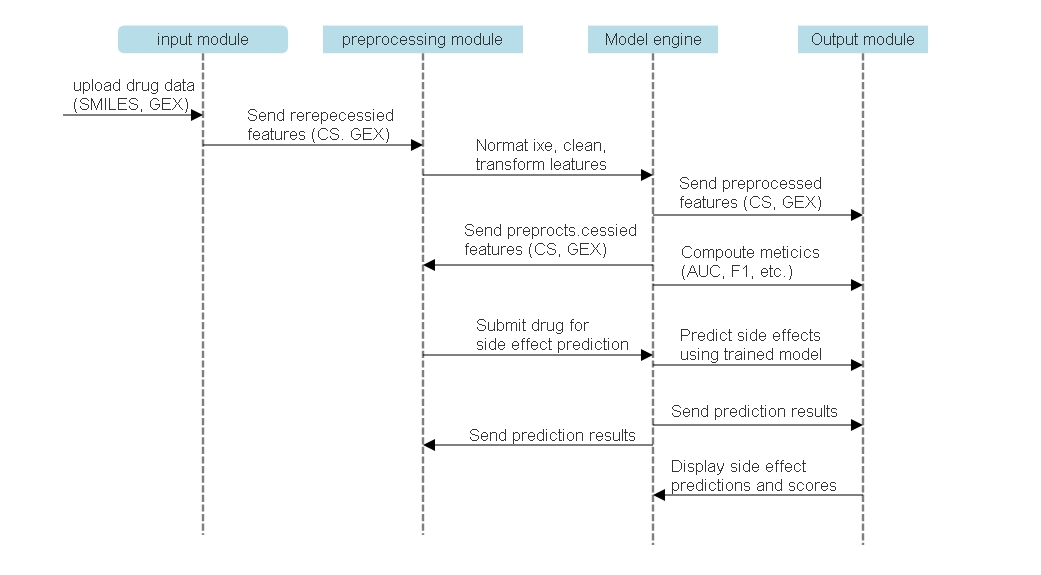 input module
preprocessing module
Model engine
Output module
upload drug data
(SMILES, GEX)
Send rerepecessied
features (CS. GEX)
Normat ixe, clean,
transform leatures
Send preprocessed
features (CS, GEX)
Send preprocts.cessied
features (CS, GEX)
Compoute meticics
(AUC, F1, etc.)
Submit drug for
side effect prediction
Predict side effects
using trained model
Send prediction results
Send prediction results
Display side effect
predictions and scores